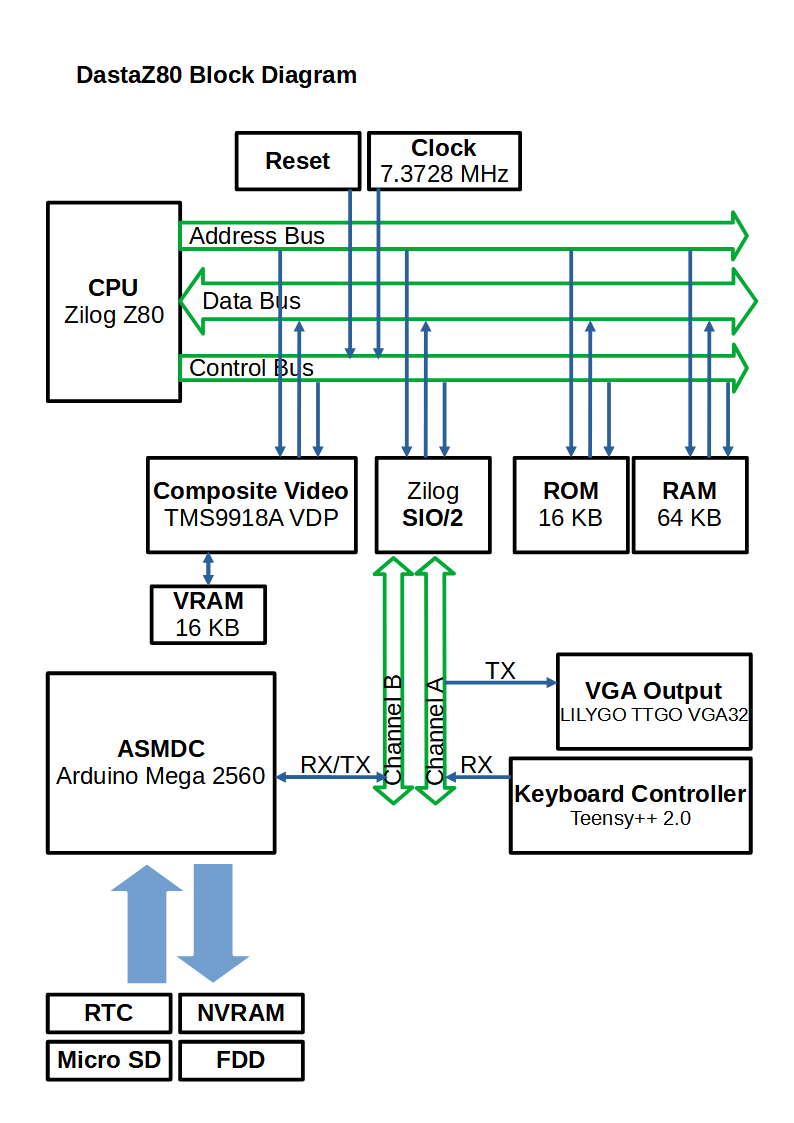 DastaZ80 Block Diagram
Reset
Clock
7.3728 MHz
Address Bus
CPU
Zilog Z80
Data Bus
Control Bus
Composite Video
TMS9918A VDP
Zilog
SIO/2
ROM
16 KB
RAM
64 KB
VRAM
16 KB
Channel B
Channel A
TX
VGA Output
LILYGO TTGO VGA32
ASMDC
Arduino Mega 2560
RX/TX
RX
Keyboard Controller
Teensy++ 2.0
RTC
NVRAM
Micro SD
FDD